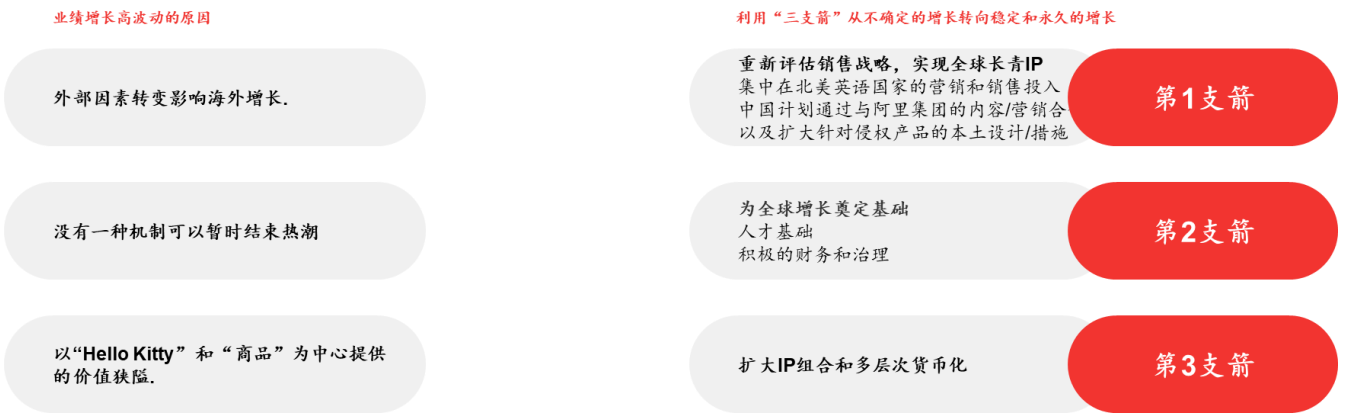 业绩增长高波动的原因
外部因素转变影响海外增长.
没有一种机制可以暂时结束热潮
以“Hello Kitty”和“商品”为中心提供
的价值狭隘.
利用“三支箭”从不确定的增长转向稳定和永久的增长
重新评估销售战略，实现全球长青IP
集中在北美英语国家的营销和销售投入
中国计划通过与阿里集团的内容/营销合
以及扩大针对侵权产品的本土设计/措施
第1支箭
为全球增长奠定基础
人才基础
积极的财务和治理
第2支箭
扩大IP组合和多层次货币化
第3支箭